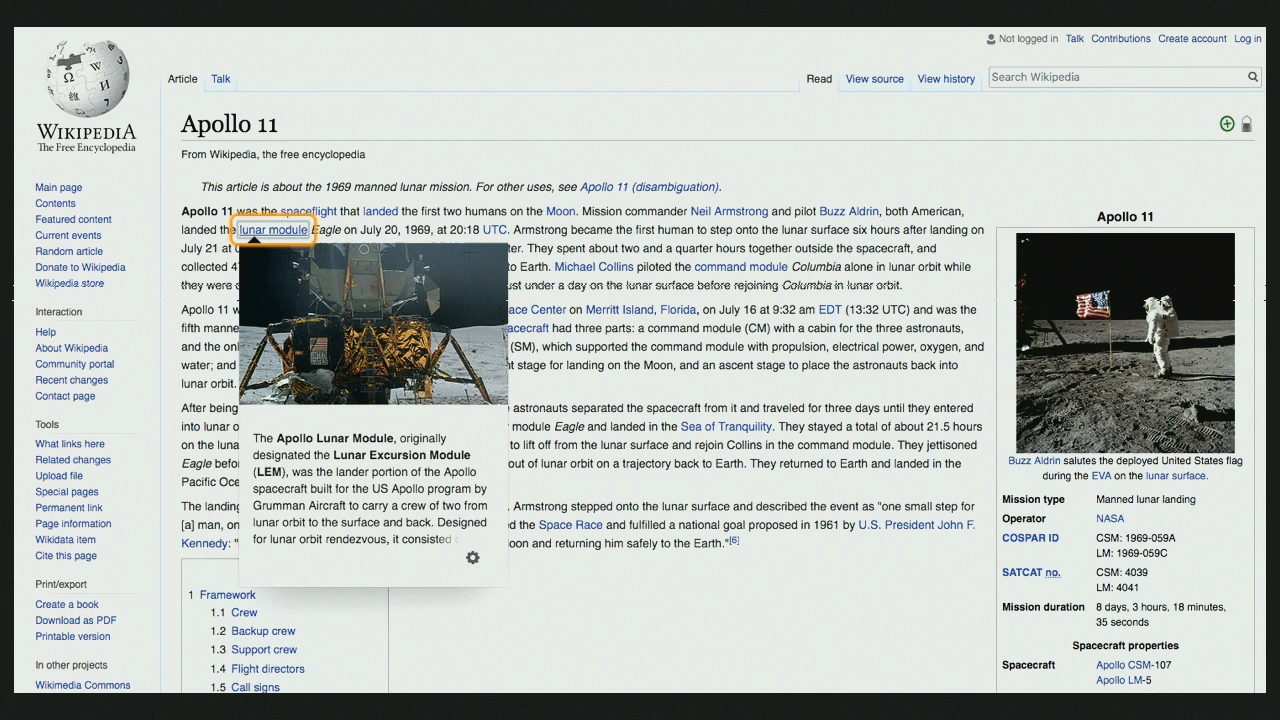 Not logged in Talk Contributions Create account Log in
Article Talk Read View source View history Search Wikipedia
WIKIPEDIA
The Free Encyclopedia
Main page
Contents
Featured content
Current events
Random article
Donate to Wikipedia
Wikipedia store
Interaction
Help
About Wikipedia
Community portal
Recent changes
Contact page
Tools
What links here
Related changes
Upload file
Special pages
Permanent link
Page information
Wikidata item
Cite this page
Print/export
Create a book
Download as PDF
Printable version
In other projects
Wikimedia Commons
Apollo 11
From Wikipedia, the free encyclopedia
This article is about the 1969 manned lunar mission. For other uses, see Apollo 11 (disambiguation).
Apollo 11 was the spaceflight that landed the first two humans on the Moon. Mission commander Neil Armstrong and pilot Buzz Aldrin, both American,
landed the lunar module Eagle on July 20, 1969, at 20:18 UTC. Armstrong became the first human to step onto the lunar surface six hours after landing on
July 21 at ter. They spent about two and a quarter hours together outside the spacecraft, and
collected 4 to Earth. Michael Collins piloted the command module Columbia alone in lunar orbit while
they were ust under a day on the lunar surface before rejoining Columbia in lunar orbit.
Apollo 11 w ace Center on Merritt Island, Florida, on July 16 at 9:32 am EDT (13:32 UTC) and was the
fifth manne acecraft had three parts: a command module (CM) with a cabin for the three astronauts,
and the onl (SM), which supported the command module with propulsion, electrical power, oxygen, and
water; and t stage for landing on the Moon, and an ascent stage to place the astronauts back into
lunar orbit.
After being astronauts separated the spacecraft from it and traveled for three days until they entered
into lunar o module Eagle and landed in the Sea of Tranquility. They stayed a total of about 21.5 hours
on the luna to lift off from the lunar surface and rejoin Collins in the command module. They jettisoned
Eagle befor out of lunar orbit on a trajectory back to Earth. They returned to Earth and landed in the
Pacific Oce
The landing . Armstrong stepped onto the lunar surface and described the event as "one small step for
[a] man, on d the Space Race and fulfilled a national goal proposed in 1961 by U.S. President John F.
Kennedy: " oon and returning him safely to the Earth."[6]
The Apollo Lunar Module, originally
designated the Lunar Excursion Module
(LEM), was the lander portion of the Apollo
spacecraft built for the US Apollo program by
Grumman Aircraft to carry a crew of two from
lunar orbit to the surface and back. Designed
for lunar orbit rendezvous, it consisted
1 Framework
1.1 Crew
1.2 Backup crew
1.3 Support crew
1.4 Flight directors
1.5 Call signs
Apollo 11
Buzz Aldrin salutes the deployed United States flag
during the EVA on the lunar surface.
Mission type Manned lunar landing
Operator NASA
COSPAR ID CSM: 1969-059A
LM: 1969-059C
SATCAT no. CSM: 4039
LM: 4041
Mission duration 8 days, 3 hours, 18 minutes,
35 seconds
Spacecraft properties
Spacecraft Apollo CSM-107
Apollo LM-5